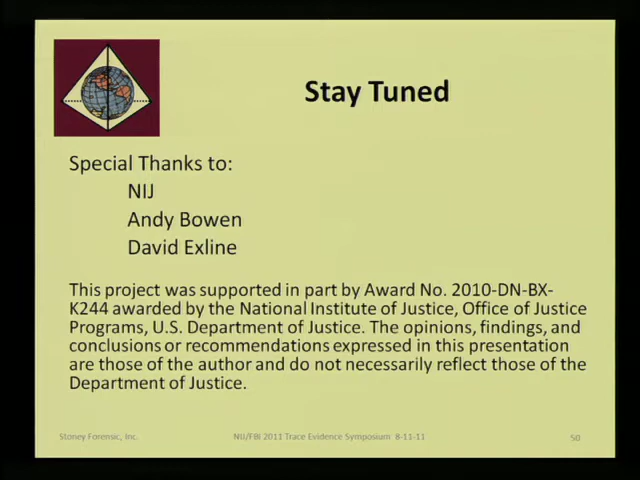 Stay Tuned
Special Thanks to:
NIJ
Andy Bowen
David Exline
This project was supported in part by Award No. 2010-DN-BX-
K244 awarded by the National Institute of Justice, Office of Justice
Programs, U.S. Department of Justice. The opinions, findings, and
conclusions or recommendations expressed in this presentation
are those of the author and do not necessarily reflect those of the
Department of Justice.
Stoney Forensic, Inc. NIJ/FBI 2011 Trace Evidence Symposium 8-11-11 50